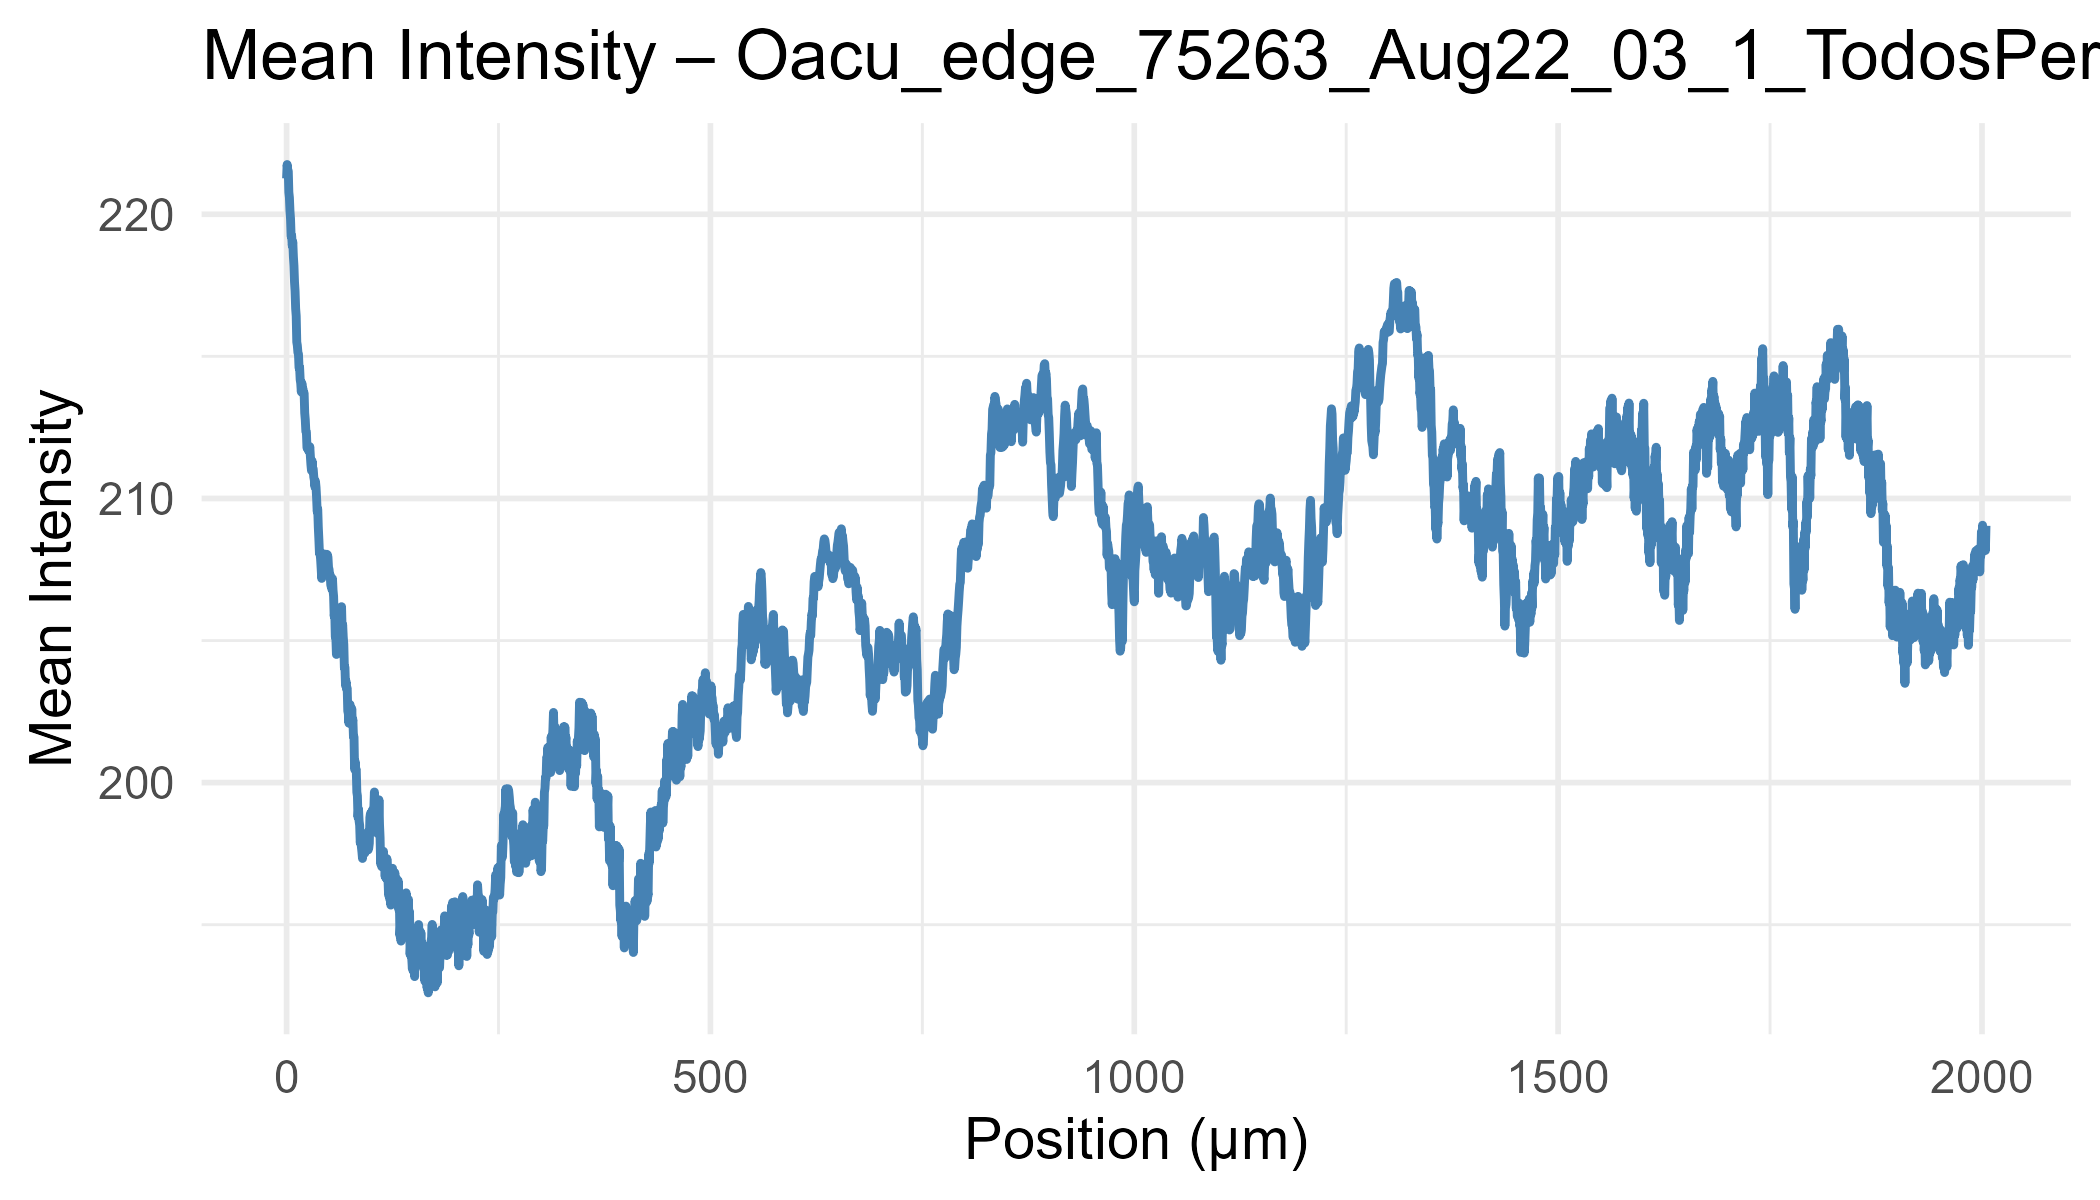 Mean Intensity – Oacu_edge_75263_Aug22_03_1_TodosPer
220
210
200
Mean Intensity
0 500 1000 1500 2000
Position (µm)